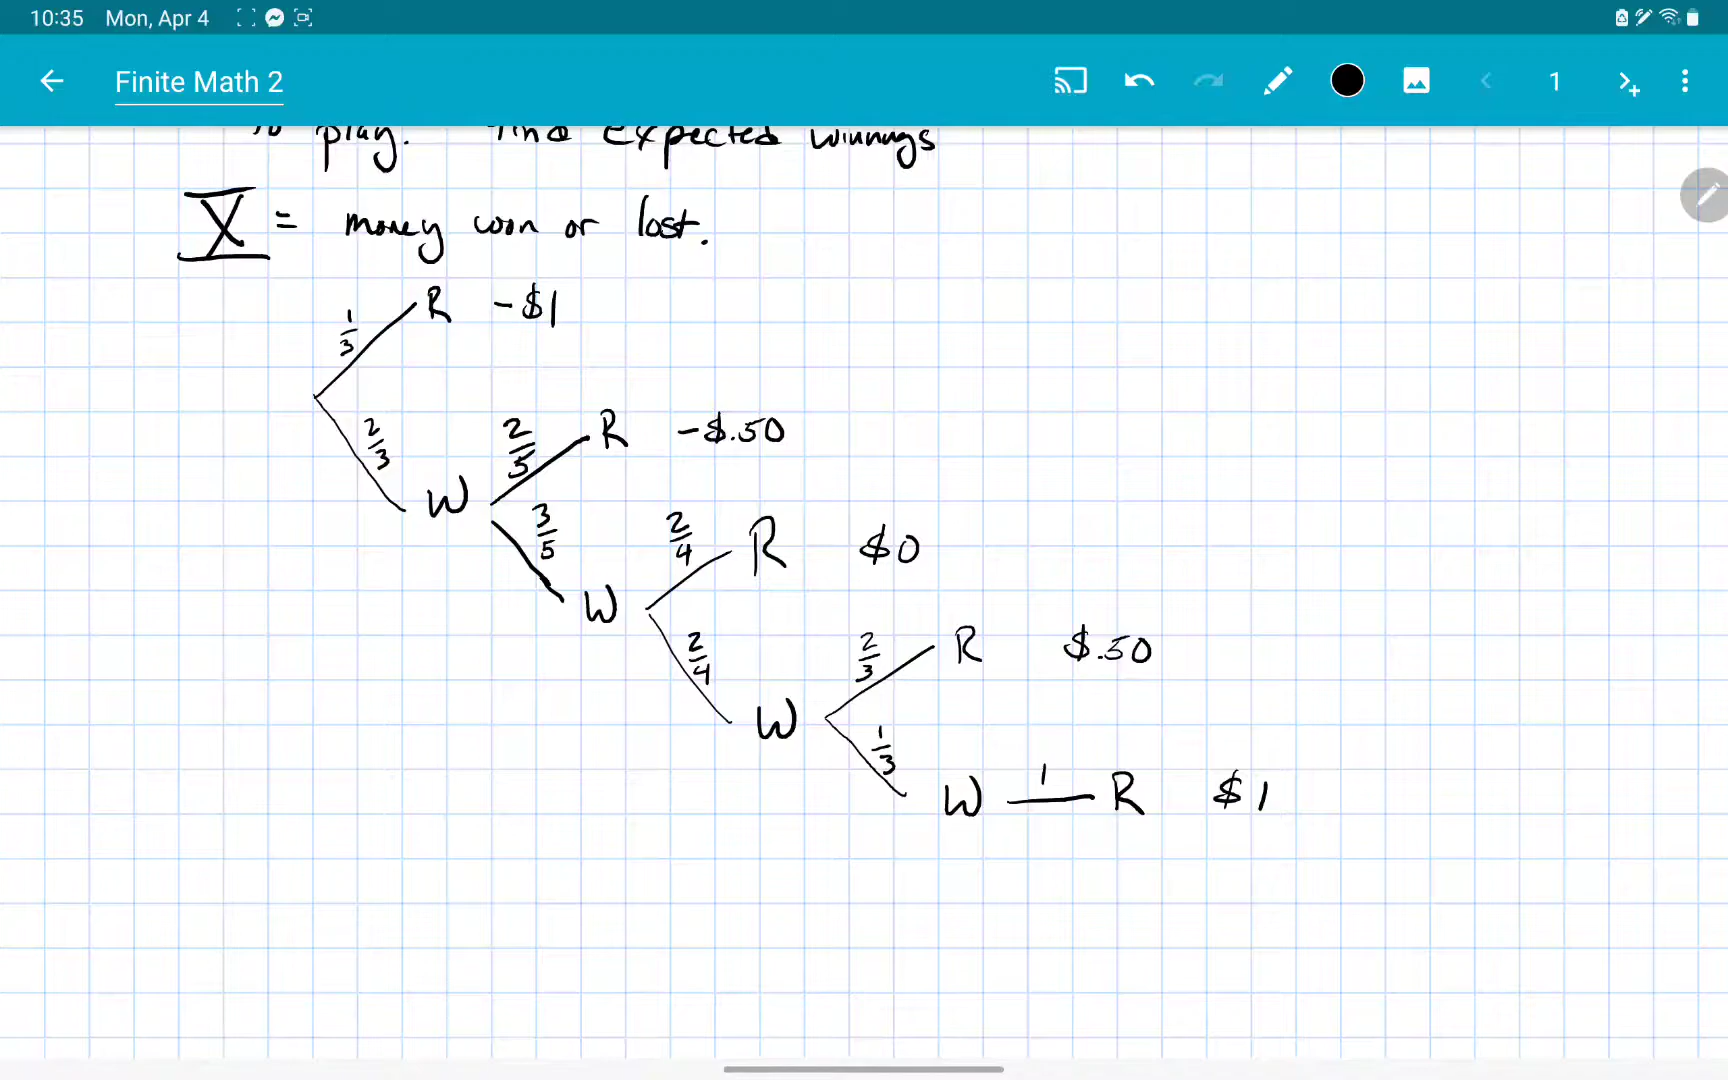 10:35 Mon, Apr 4
Finite Math 2
1
to play. Find expected winnings
X = money won or lost.
1/3 R -$1
2/3 W 2/5 R -$.50
3/5 W 2/4 R $0
2/4 W 2/3 R $.50
1/3 W 1 R $1